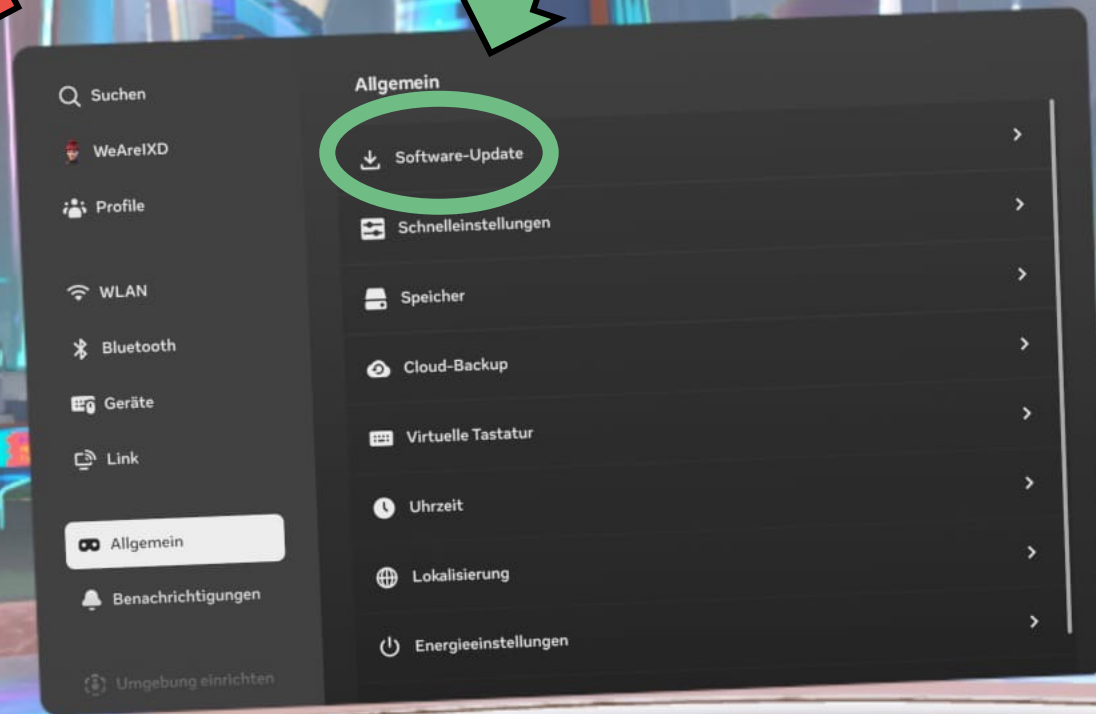 Suchen
WeAreIXD
Profile
WLAN
Bluetooth
Geräte
Link
Allgemein
Benachrichtigungen
Umgebung einrichten
Allgemein
Software-Update
Schnelleinstellungen
Speicher
Cloud-Backup
Virtuelle Tastatur
Uhrzeit
Lokalisierung
Energieeinstellungen